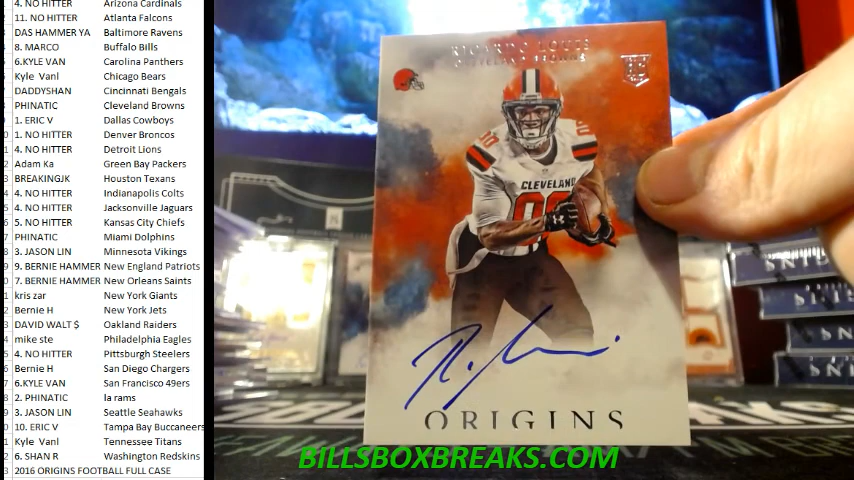 4. NO HITTER Arizona Cardinals
11. NO HITTER Atlanta Falcons
DAS HAMMER YA Baltimore Ravens
8. MARCO Buffalo Bills
6.KYLE VAN Carolina Panthers
Kyle Vanl Chicago Bears
DADDYSHAN Cincinnati Bengals
PHINATIC Cleveland Browns
1. ERIC V Dallas Cowboys
1. NO HITTER Denver Broncos
4. NO HITTER Detroit Lions
Adam Ka Green Bay Packers
BREAKINGJK Houston Texans
4. NO HITTER Indianapolis Colts
4. NO HITTER Jacksonville Jaguars
5. NO HITTER Kansas City Chiefs
PHINATIC Miami Dolphins
3. JASON LIN Minnesota Vikings
9. BERNIE HAMMER New England Patriots
7. BERNIE HAMMER New Orleans Saints
kris zar New York Giants
Bernie H New York Jets
DAVID WALT $ Oakland Raiders
mike ste Philadelphia Eagles
4. NO HITTER Pittsburgh Steelers
Bernie H San Diego Chargers
6.KYLE VAN San Francisco 49ers
2. PHINATIC la rams
3. JASON LIN Seattle Seahawks
10. ERIC V Tampa Bay Buccaneers
Kyle Vanl Tennessee Titans
6. SHAN R Washington Redskins
2016 ORIGINS FOOTBALL FULL CASE
RICARDO LOUIS
CLEVELAND BROWNS
RC
CLEVELAND
ORIGINS
BILLSBOXBREAKS.COM